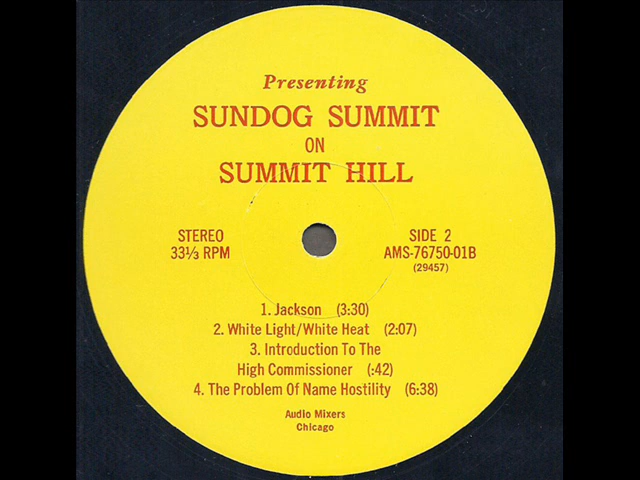 Presenting
SUNDOG SUMMIT
ON
SUMMIT HILL
STEREO
33⅓ RPM
SIDE 2
AMS-76750-01B
(29457)
1. Jackson (3:30)
2. White Light/White Heat (2:07)
3. Introduction To The
High Commissioner (:42)
4. The Problem Of Name Hostility (6:38)
Audio Mixers
Chicago